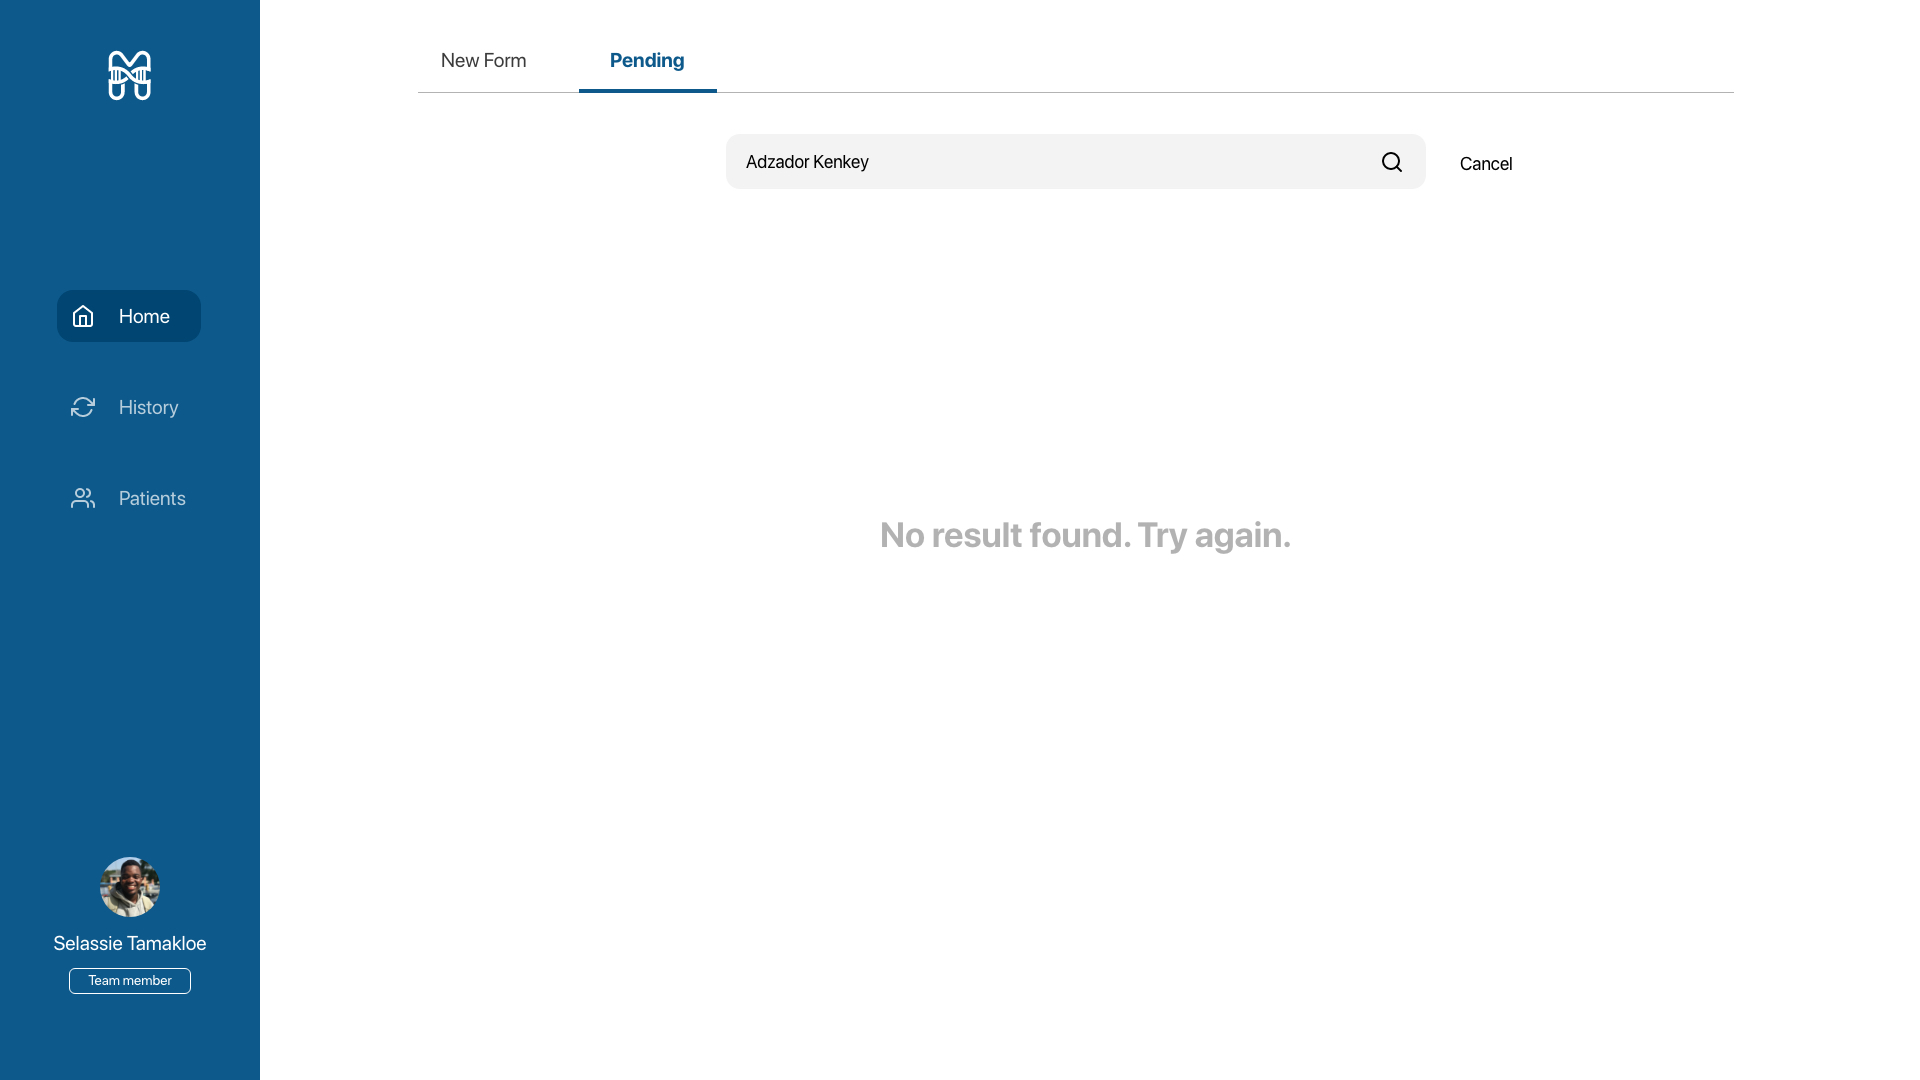 New Form
Pending
Adzador Kenkey
Cancel
Home
History
Patients
No result found. Try again.
Selassie Tamakloe
Team member